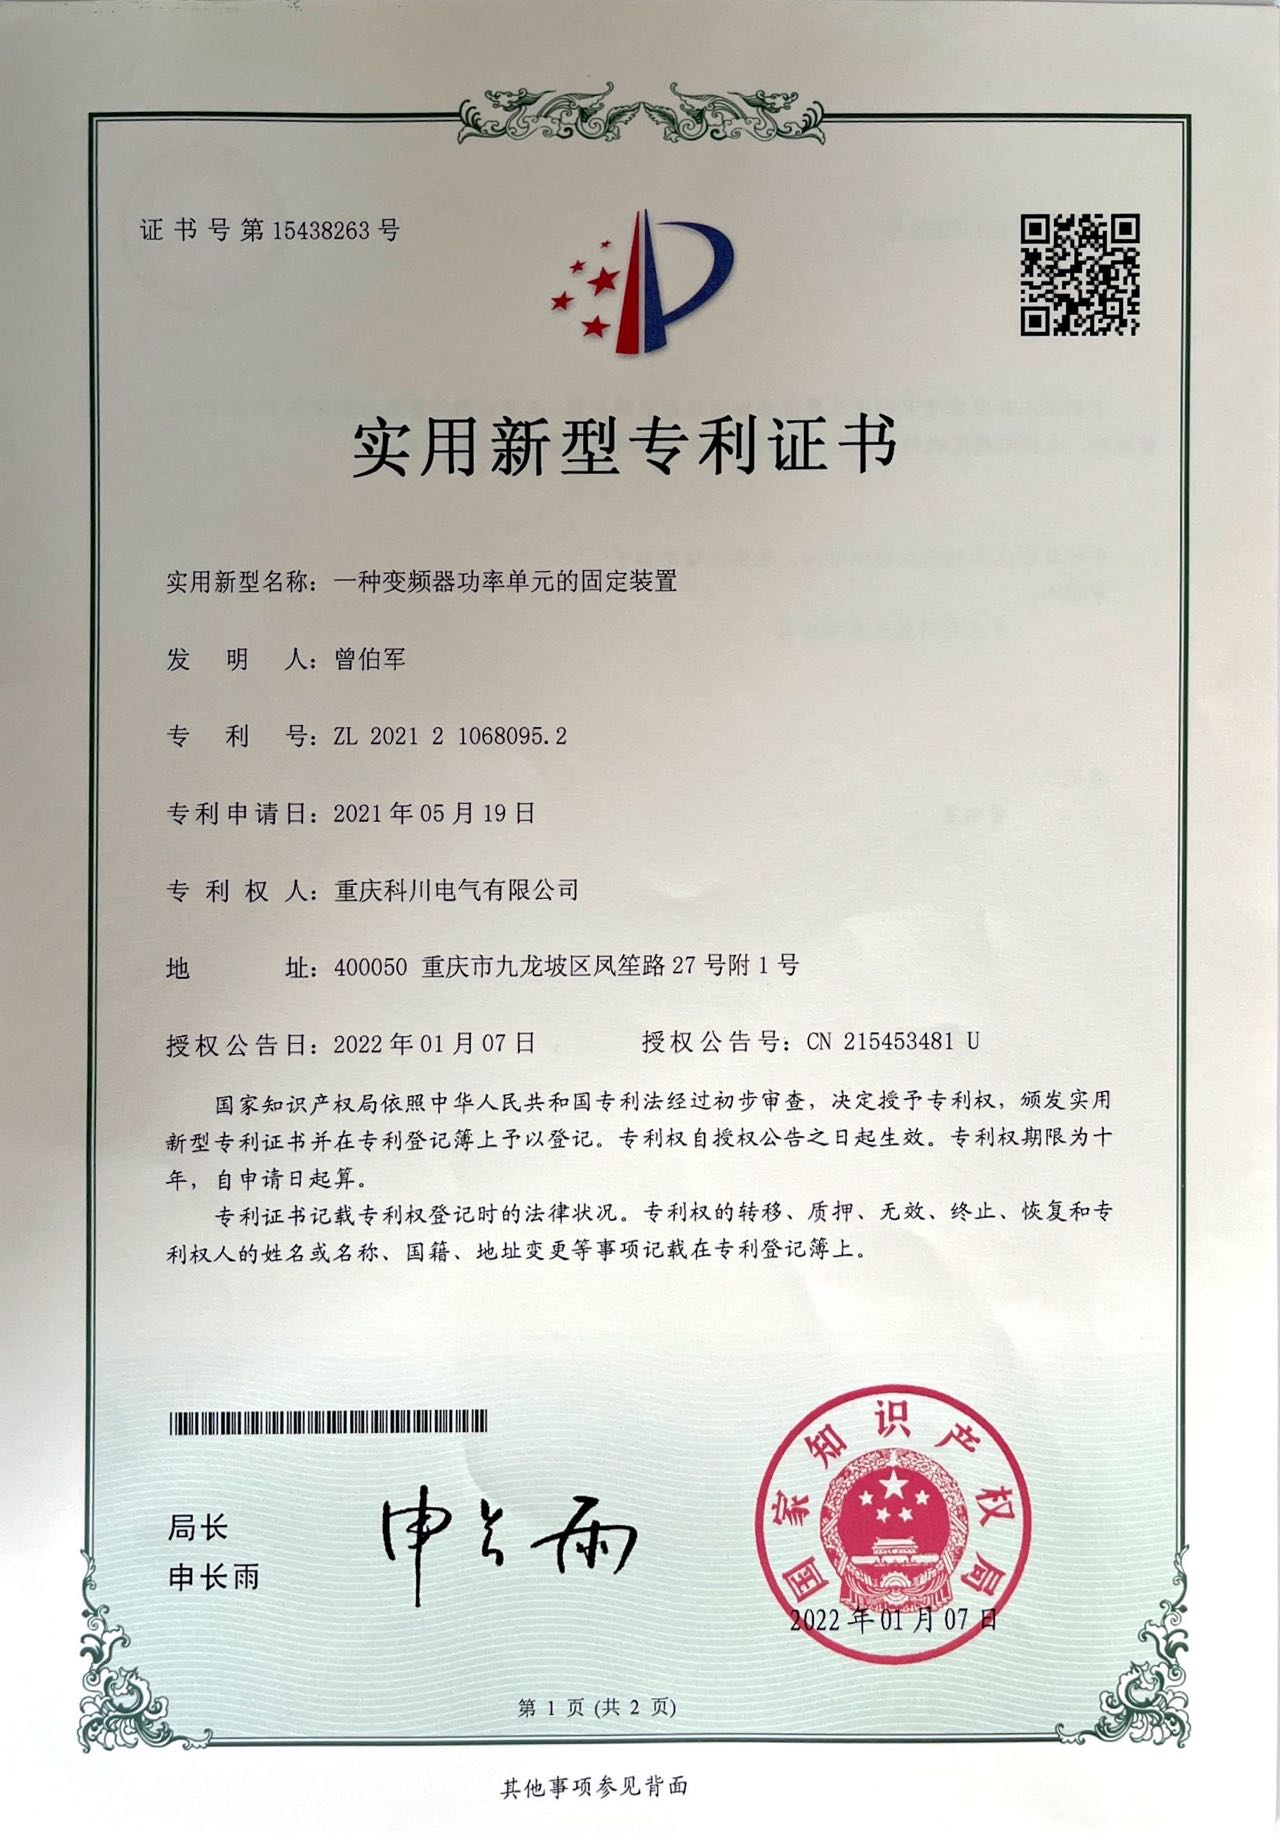 证书号第15438263号
实用新型专利证书
实用新型名称：一种变频器功率单元的固定装置
发明人：曾伯军
专利号：ZL 2021 2 1068095.2
专利申请日：2021年05月19日
专利权人：重庆科川电气有限公司
地址：400050 重庆市九龙坡区凤笙路27号附1号
授权公告日：2022年01月07日 授权公告号：CN 215453481 U
国家知识产权局依照中华人民共和国专利法经过初步审查，决定授予专利权，颁发实用
新型专利证书并在专利登记簿上予以登记。专利权自授权公告之日起生效。专利权期限为十
年，自申请日起算。
专利证书记载专利权登记时的法律状况。专利权的转移、质押、无效、终止、恢复和专
利权人的姓名或名称、国籍、地址变更等事项记载在专利登记簿上。
局长
申长雨
申长雨
国家知识产权局
2022年01月07日
第 1 页 (共 2 页)
其他事项参见背面